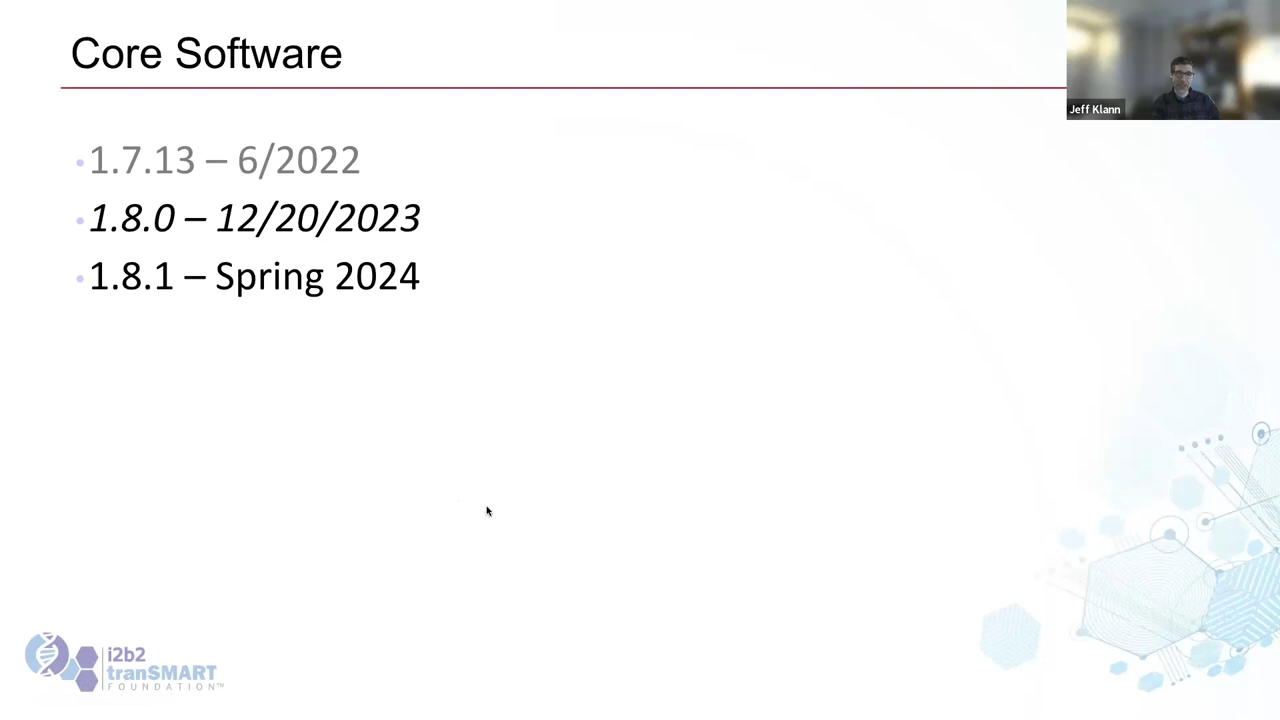 Core Software
Jeff Klann
1.7.13 – 6/2022
1.8.0 – 12/20/2023
1.8.1 – Spring 2024
i2b2
tranSMART
FOUNDATION™